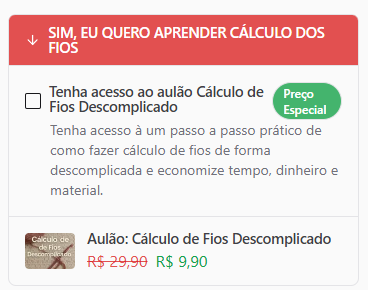 SIM, EU QUERO APRENDER CÁLCULO DOS
FIOS
Tenha acesso ao aulão Cálculo de
Fios Descomplicado
Preço
Especial
Tenha acesso à um passo a passo prático de
como fazer cálculo de fios de forma
descomplicada e economize tempo, dinheiro e
material.
Cálculo de
de Fios
Descomplicado
Aulão: Cálculo de Fios Descomplicado
R$ 29,90 R$ 9,90